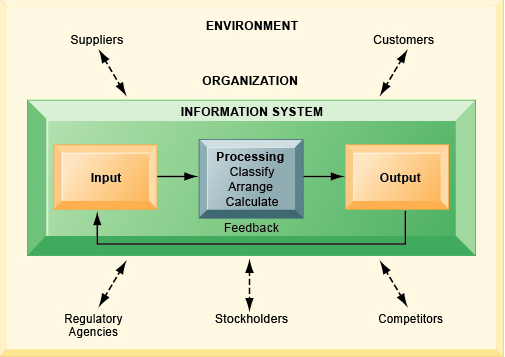 ENVIRONMENT
Suppliers
Customers
ORGANIZATION
INFORMATION SYSTEM
Input
Processing
Classify
Arrange
Calculate
Output
Feedback
Regulatory
Agencies
Stockholders
Competitors